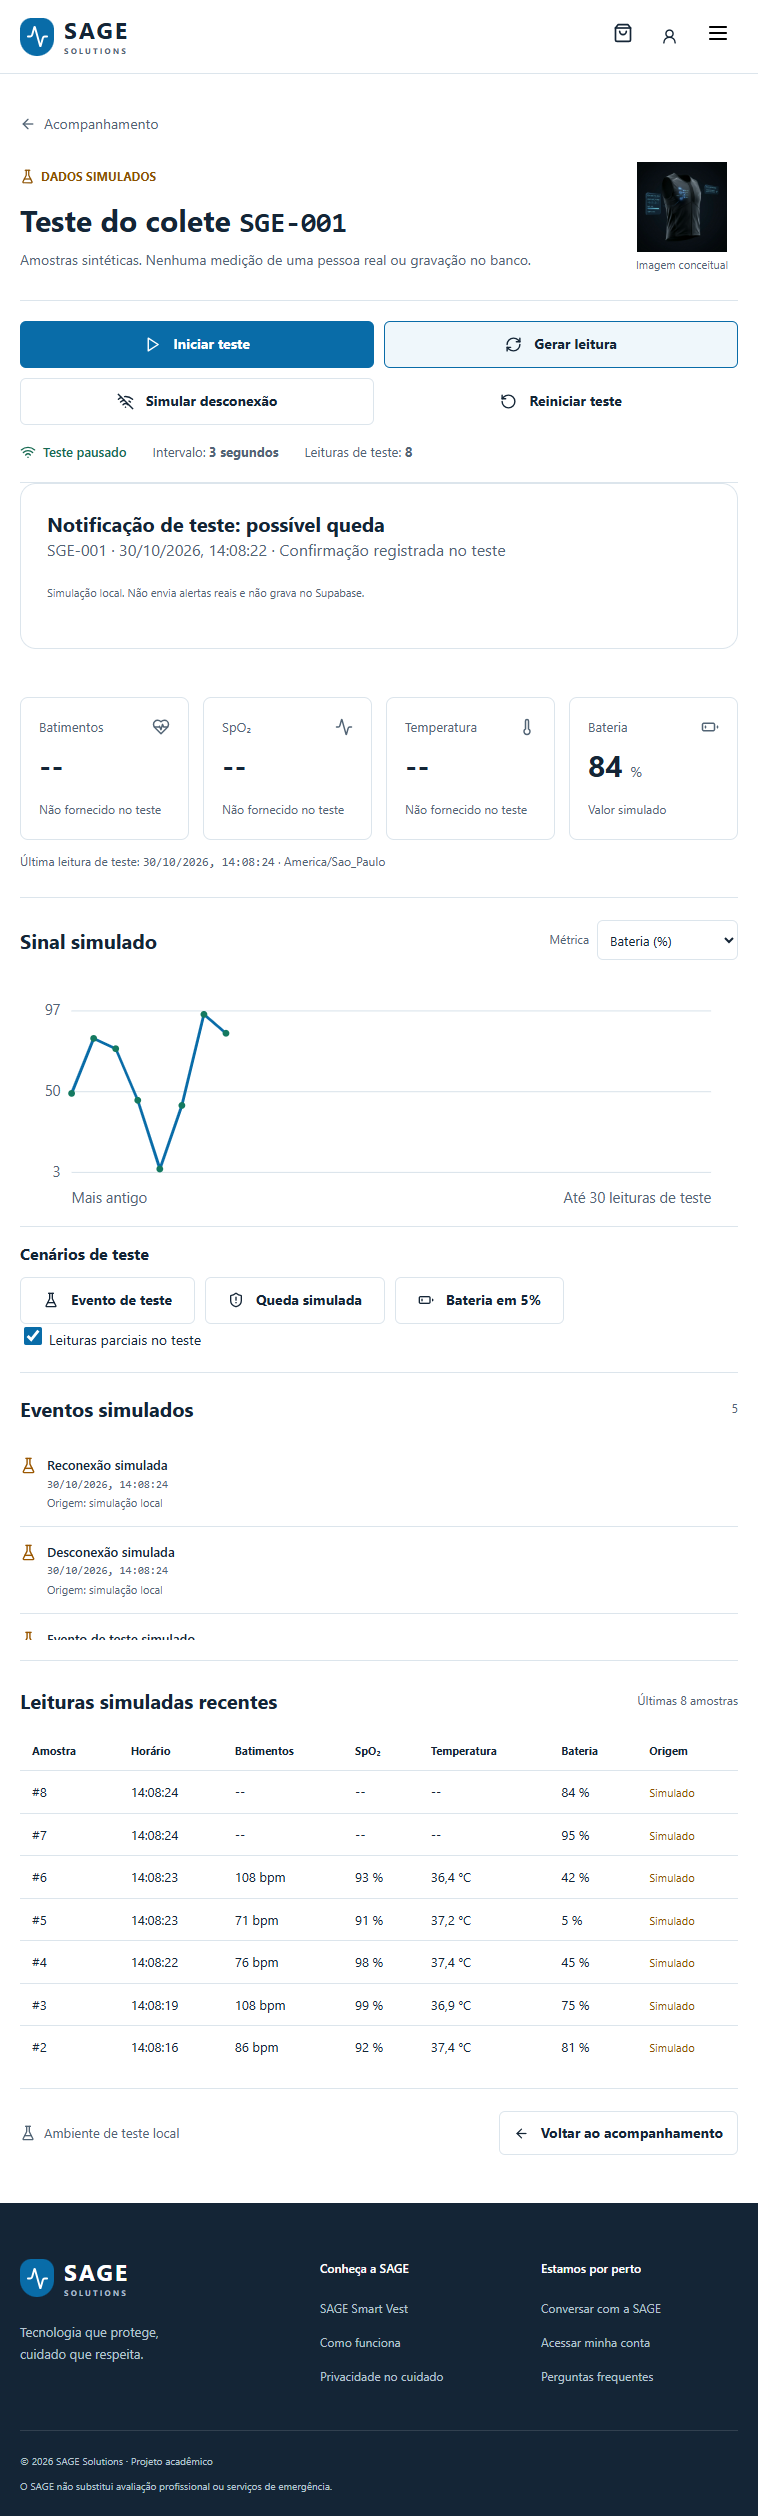 SAGE
SOLUTIONS
Acompanhamento
DADOS SIMULADOS
Teste do colete SGE-001
Amostras sintéticas. Nenhuma medição de uma pessoa real ou gravação no banco.
Imagem conceitual
Iniciar teste
Gerar leitura
Simular desconexão
Reiniciar teste
Teste pausado Intervalo: 3 segundos Leituras de teste: 8
Notificação de teste: possível queda
SGE-001 · 30/10/2026, 14:08:22 · Confirmação registrada no teste
Simulação local. Não envia alertas reais e não grava no Supabase.
Batimentos
--
Não fornecido no teste
SpO₂
--
Não fornecido no teste
Temperatura
--
Não fornecido no teste
Bateria
84 %
Valor simulado
Última leitura de teste: 30/10/2026, 14:08:24 · America/Sao_Paulo
Sinal simulado
Métrica Bateria (%)
97
50
3
Mais antigo Até 30 leituras de teste
Cenários de teste
Evento de teste
Queda simulada
Bateria em 5%
Leituras parciais no teste
Eventos simulados 5
Reconexão simulada
30/10/2026, 14:08:24
Origem: simulação local
Desconexão simulada
30/10/2026, 14:08:24
Origem: simulação local
Evento de teste simulado
Leituras simuladas recentes Últimas 8 amostras
Amostra Horário Batimentos SpO₂ Temperatura Bateria Origem
#8 14:08:24 -- -- -- 84 % Simulado
#7 14:08:24 -- -- -- 95 % Simulado
#6 14:08:23 108 bpm 93 % 36,4 °C 42 % Simulado
#5 14:08:23 71 bpm 91 % 37,2 °C 5 % Simulado
#4 14:08:22 76 bpm 98 % 37,4 °C 45 % Simulado
#3 14:08:19 108 bpm 99 % 36,9 °C 75 % Simulado
#2 14:08:16 86 bpm 92 % 37,4 °C 81 % Simulado
Ambiente de teste local
Voltar ao acompanhamento
SAGE
SOLUTIONS
Tecnologia que protege,
cuidado que respeita.
Conheça a SAGE
SAGE Smart Vest
Como funciona
Privacidade no cuidado
Estamos por perto
Conversar com a SAGE
Acessar minha conta
Perguntas frequentes
© 2026 SAGE Solutions · Projeto acadêmico
O SAGE não substitui avaliação profissional ou serviços de emergência.